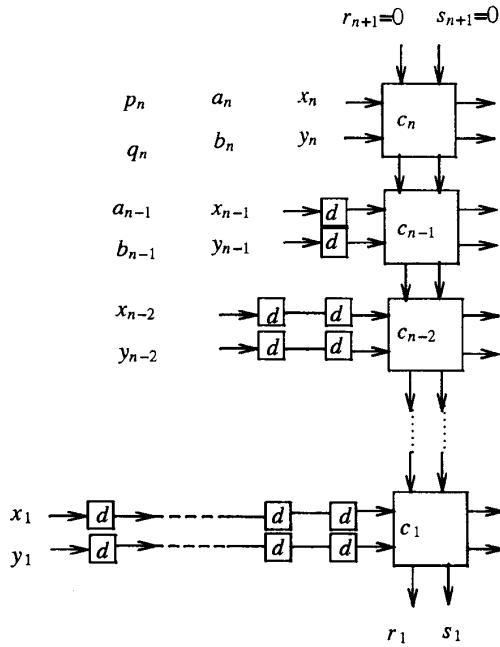 r_{n+1}=0 s_{n+1}=0
p_n a_n x_n c_n
q_n b_n y_n
a_{n-1} x_{n-1} d c_{n-1}
b_{n-1} y_{n-1} d
x_{n-2} d d c_{n-2}
y_{n-2} d d
x_1 d d d c_1
y_1 d d d
r_1 s_1